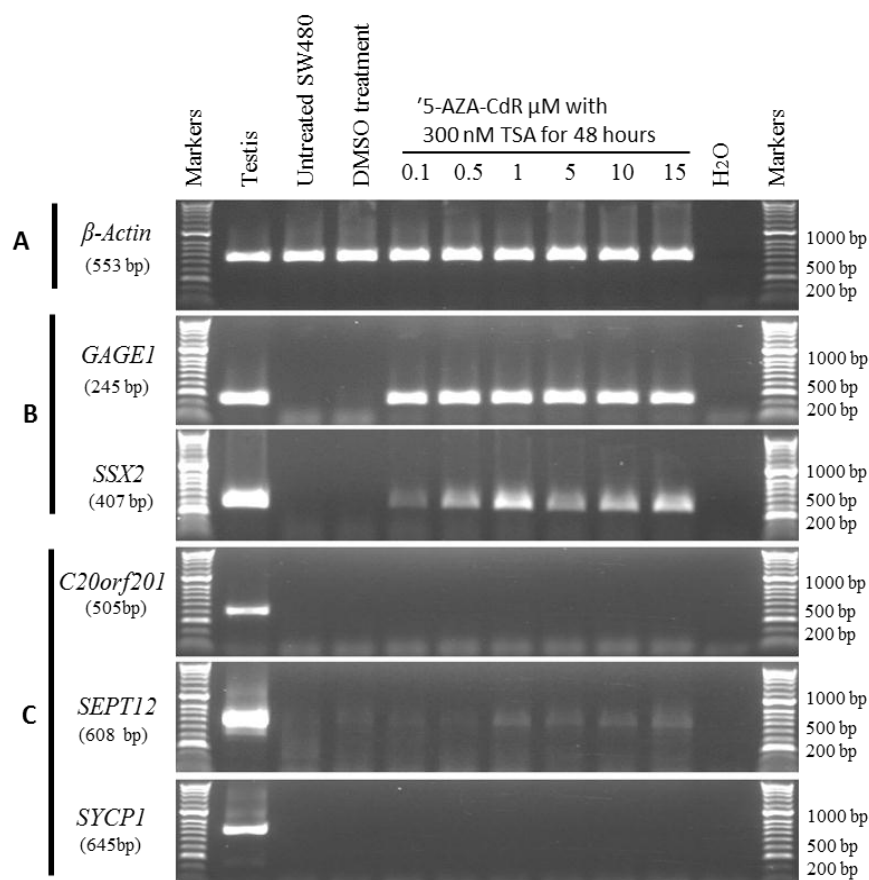 Markers
Testis
Untreated SW480
DMSO treatment
'5-AZA-CdR µM with
300 nM TSA for 48 hours
0.1 0.5 1 5 10 15
H2O
Markers
A
β-Actin
(553 bp)
1000 bp
500 bp
200 bp
B
GAGE1
(245 bp)
1000 bp
500 bp
200 bp
SSX2
(407 bp)
1000 bp
500 bp
200 bp
C
C20orf201
(505bp)
1000 bp
500 bp
200 bp
SEPT12
(608 bp)
1000 bp
500 bp
200 bp
SYCP1
(645bp)
1000 bp
500 bp
200 bp